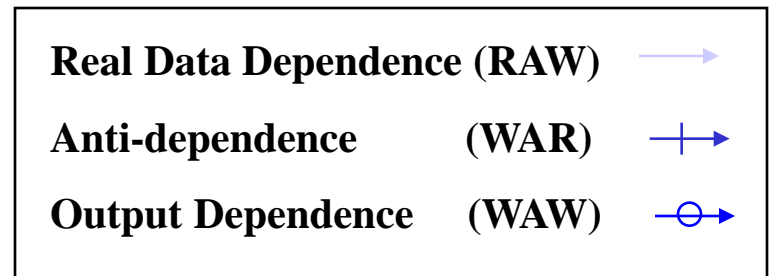 Real Data Dependence (RAW)
Anti-dependence (WAR)
Output Dependence (WAW)